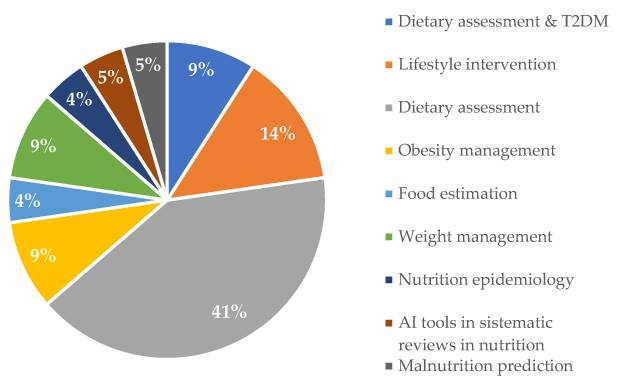 5%
5%
9%
4%
14%
9%
4%
9%
41%
Dietary assessment & T2DM
Lifestyle intervention
Dietary assessment
Obesity management
Food estimation
Weight management
Nutrition epidemiology
AI tools in sistematic
reviews in nutrition
Malnutrition prediction